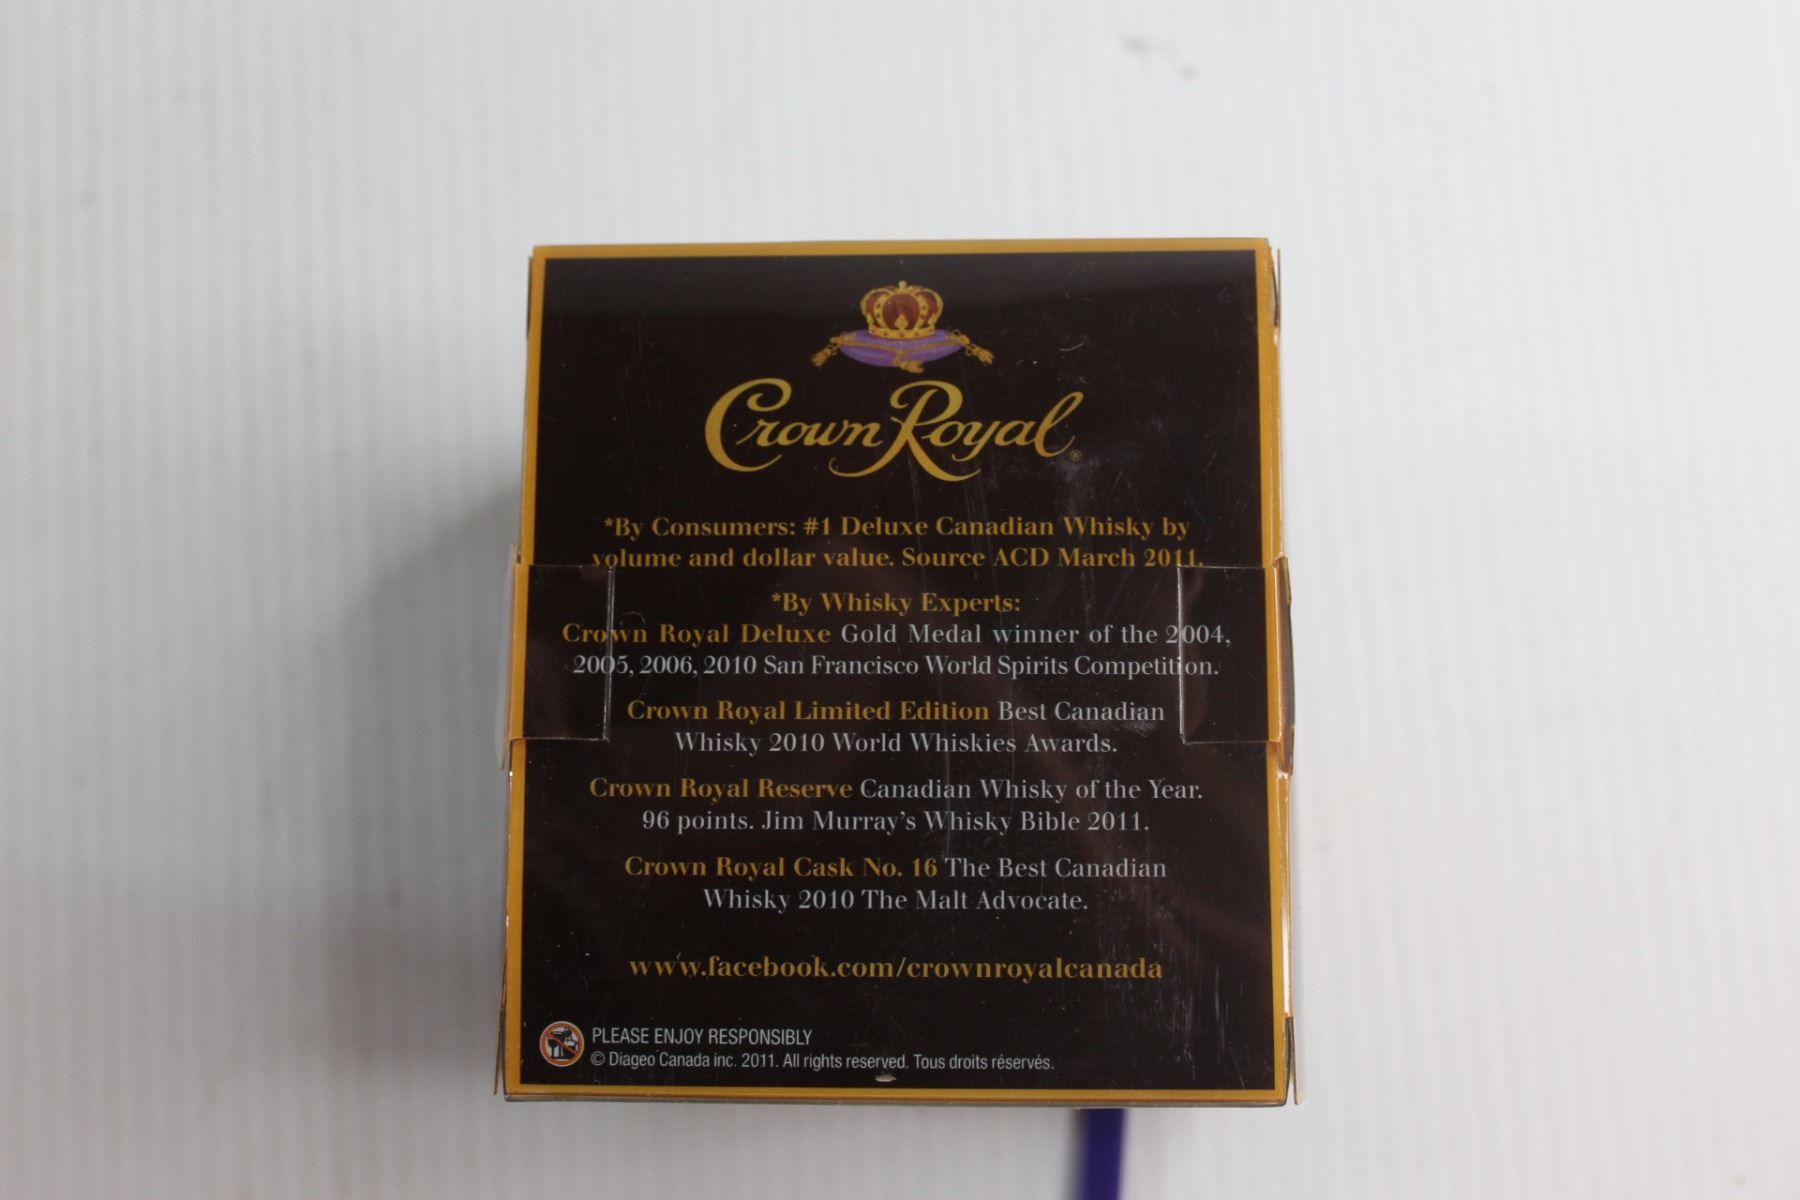 Crown Royal®
*By Consumers: #1 Deluxe Canadian Whisky by
volume and dollar value. Source ACD March 2011.
*By Whisky Experts:
Crown Royal Deluxe Gold Medal winner of the 2004,
2005, 2006, 2010 San Francisco World Spirits Competition.
Crown Royal Limited Edition Best Canadian
Whisky 2010 World Whiskies Awards.
Crown Royal Reserve Canadian Whisky of the Year.
96 points. Jim Murray's Whisky Bible 2011.
Crown Royal Cask No. 16 The Best Canadian
Whisky 2010 The Malt Advocate.
www.facebook.com/crownroyalcanada
PLEASE ENJOY RESPONSIBLY
© Diageo Canada inc. 2011. All rights reserved. Tous droits réservés.